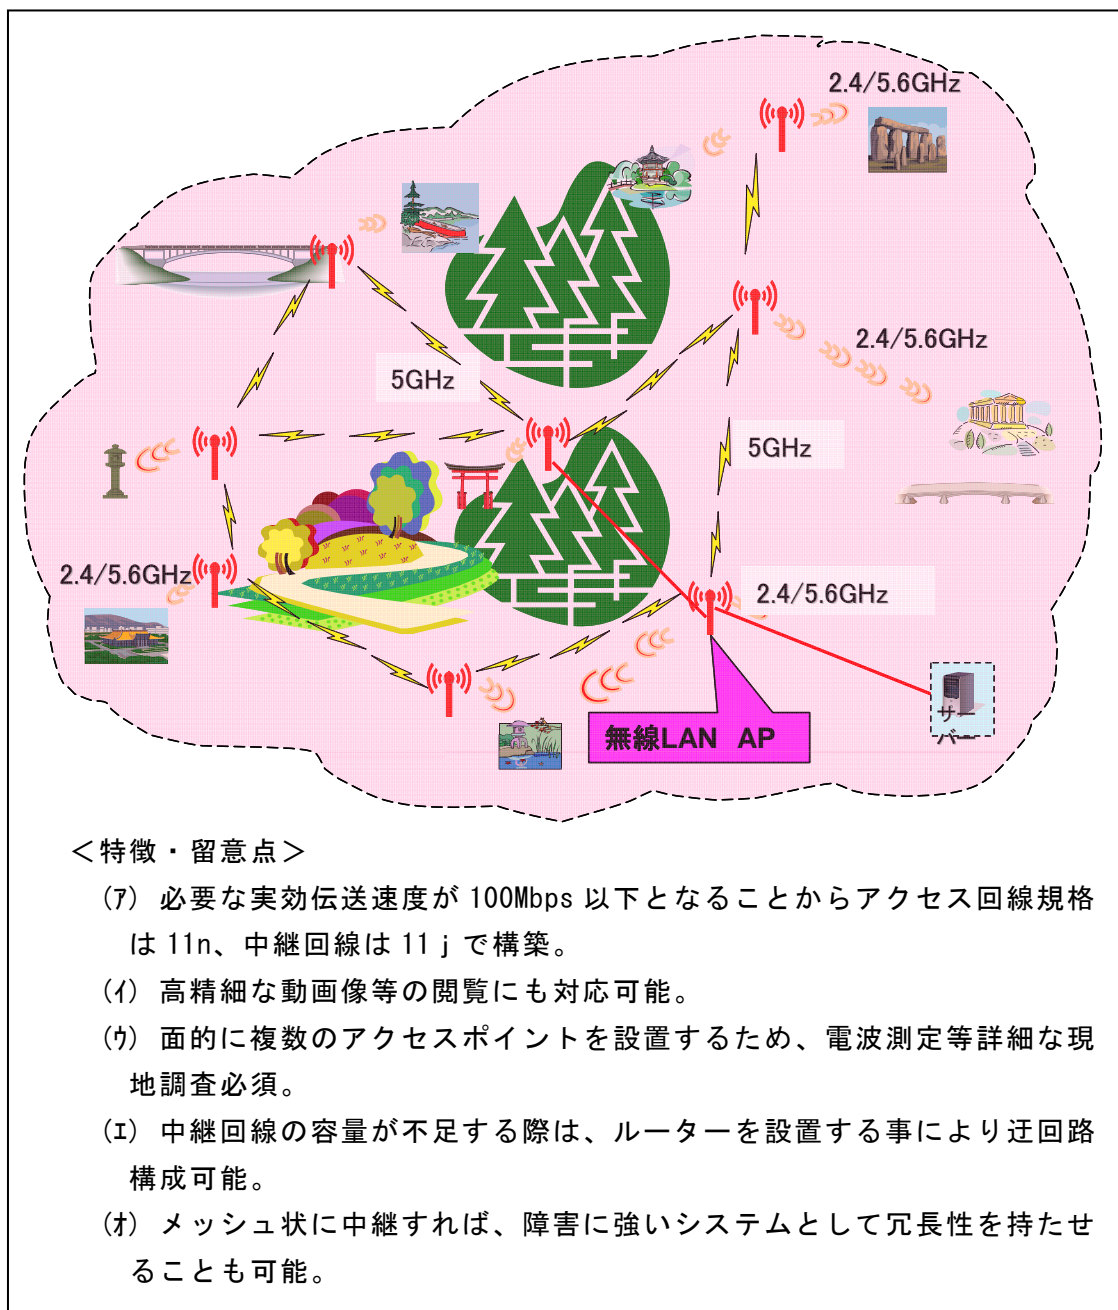 2.4/5.6GHz
2.4/5.6GHz
5GHz
5GHz
2.4/5.6GHz
2.4/5.6GHz
サー
バー
無線LAN AP
＜特徴・留意点＞
(ｱ) 必要な実効伝送速度が 100Mbps 以下となることからアクセス回線規格
は 11n、中継回線は 11ｊで構築。
(ｲ) 高精細な動画像等の閲覧にも対応可能。
(ｳ) 面的に複数のアクセスポイントを設置するため、電波測定等詳細な現
地調査必須。
(ｴ) 中継回線の容量が不足する際は、ルーターを設置する事により迂回路
構成可能。
(ｵ) メッシュ状に中継すれば、障害に強いシステムとして冗長性を持たせ
ることも可能。